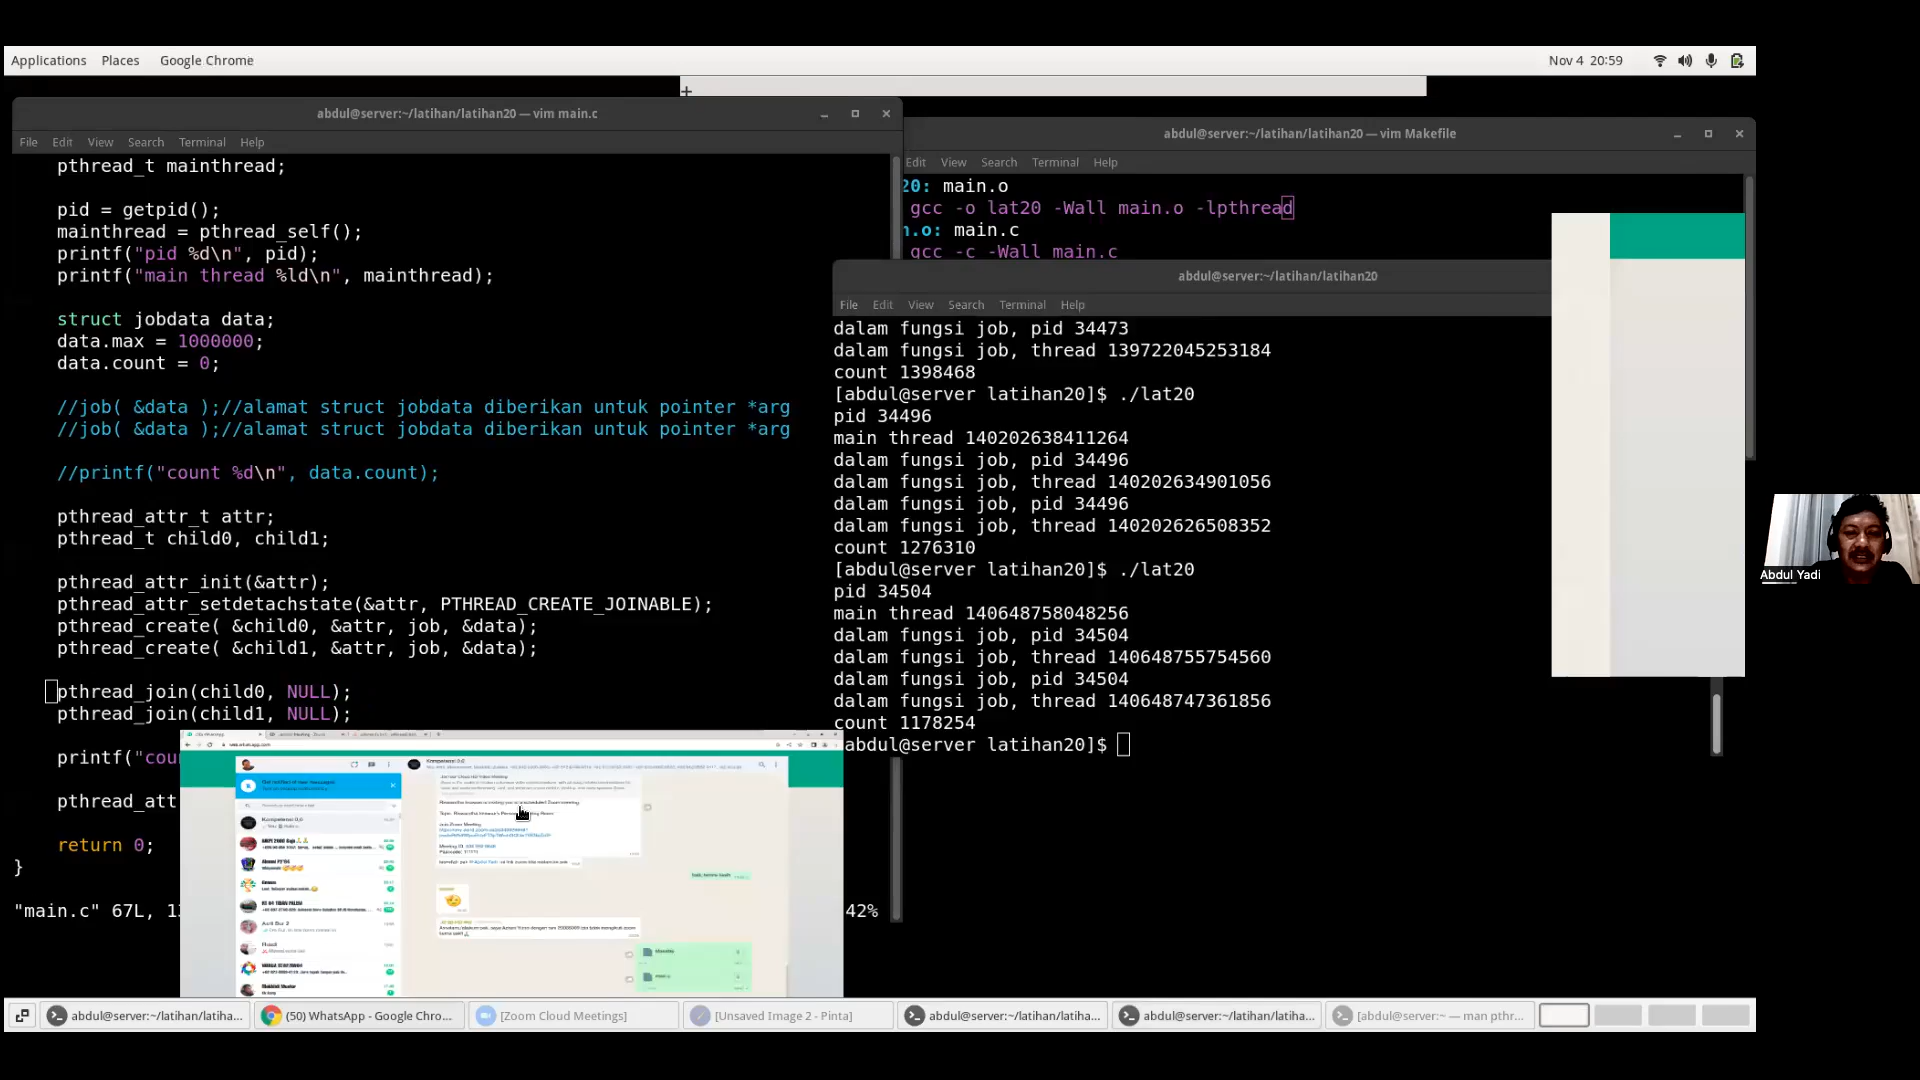 Applications Places Google Chrome
Nov 4 20:59
abdul@server:~/latihan/latihan20 — vim main.c
File Edit View Search Terminal Help
pthread_t mainthread;
pid = getpid();
mainthread = pthread_self();
printf("pid %d\n", pid);
printf("main thread %ld\n", mainthread);
struct jobdata data;
data.max = 1000000;
data.count = 0;
//job( &data );//alamat struct jobdata diberikan untuk pointer *arg
//job( &data );//alamat struct jobdata diberikan untuk pointer *arg
//printf("count %d\n", data.count);
pthread_attr_t attr;
pthread_t child0, child1;
pthread_attr_init(&attr);
pthread_attr_setdetachstate(&attr, PTHREAD_CREATE_JOINABLE);
pthread_create( &child0, &attr, job, &data);
pthread_create( &child1, &attr, job, &data);
pthread_join(child0, NULL);
pthread_join(child1, NULL);
printf("cou
pthread_att
return 0;
}
"main.c" 67L, 13
42%
abdul@server:~/latihan/latihan20 — vim Makefile
Edit View Search Terminal Help
20: main.o
gcc -o lat20 -Wall main.o -lpthread
n.o: main.c
gcc -c -Wall main.c
abdul@server:~/latihan/latihan20
File Edit View Search Terminal Help
dalam fungsi job, pid 34473
dalam fungsi job, thread 139722045253184
count 1398468
[abdul@server latihan20]$ ./lat20
pid 34496
main thread 140202638411264
dalam fungsi job, pid 34496
dalam fungsi job, thread 140202634901056
dalam fungsi job, pid 34496
dalam fungsi job, thread 140202626508352
count 1276310
[abdul@server latihan20]$ ./lat20
pid 34504
main thread 140648758048256
dalam fungsi job, pid 34504
dalam fungsi job, thread 140648755754560
dalam fungsi job, pid 34504
dalam fungsi job, thread 140648747361856
count 1178254
abdul@server latihan20]$
Abdul Yadi
abdul@server:~/latihan/latiha...
(50) WhatsApp - Google Chro...
[Zoom Cloud Meetings]
[Unsaved Image 2 - Pinta]
abdul@server:~/latihan/latiha...
abdul@server:~/latihan/latiha...
[abdul@server:~ — man pthr...